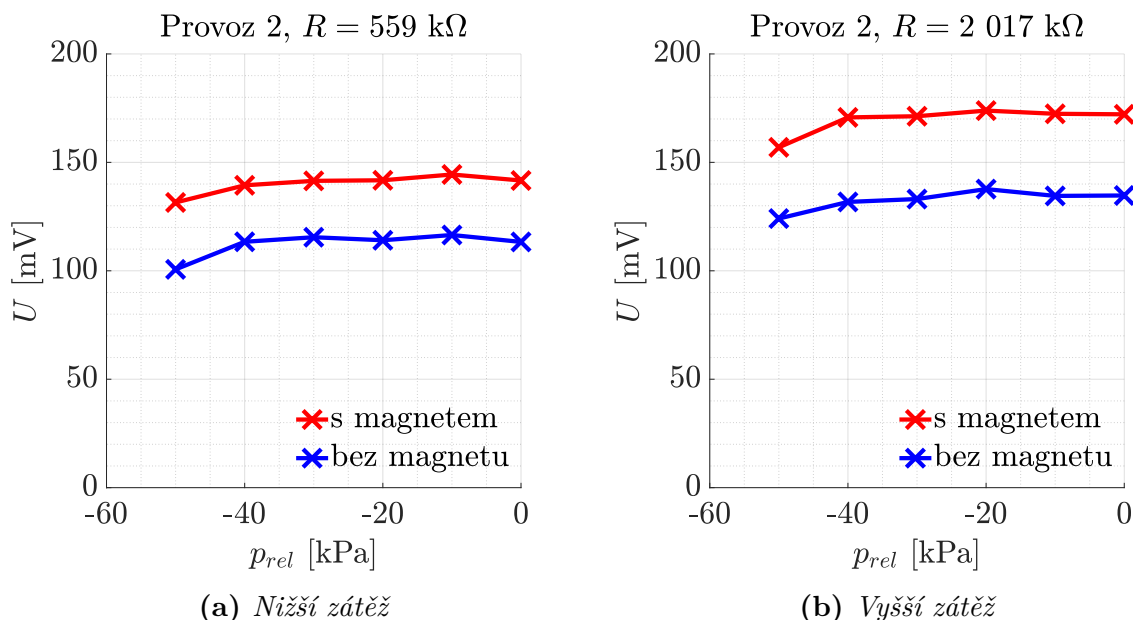 Provoz 2, R = 559 kΩ
200
150
100
50
0
U [mV]
s magnetem
bez magnetu
-60 -40 -20 0
p_rel [kPa]
(a) Nižší zátěž
Provoz 2, R = 2 017 kΩ
200
150
100
50
0
U [mV]
s magnetem
bez magnetu
-60 -40 -20 0
p_rel [kPa]
(b) Vyšší zátěž